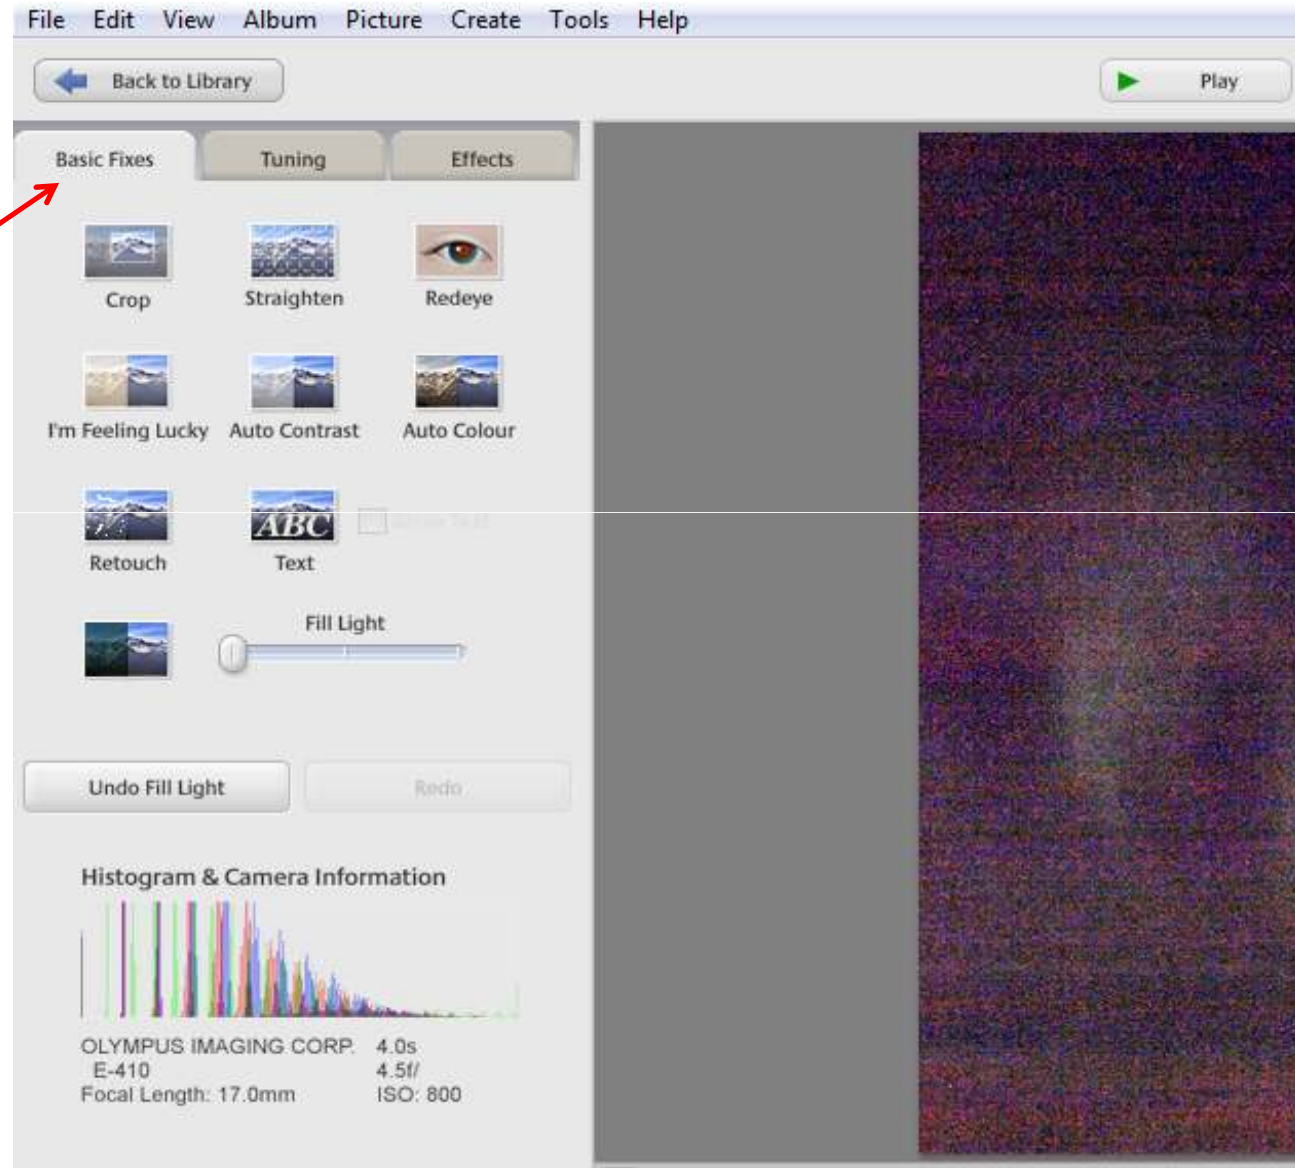 File Edit View Album Picture Create Tools Help
Back to Library Play
Basic Fixes Tuning Effects
Crop Straighten Redeye
I'm Feeling Lucky Auto Contrast Auto Colour
ABC
Retouch Text
Fill Light
Undo Fill Light Redo
Histogram & Camera Information
OLYMPUS IMAGING CORP. 4.0s
E-410 4.5f/
Focal Length: 17.0mm ISO: 800